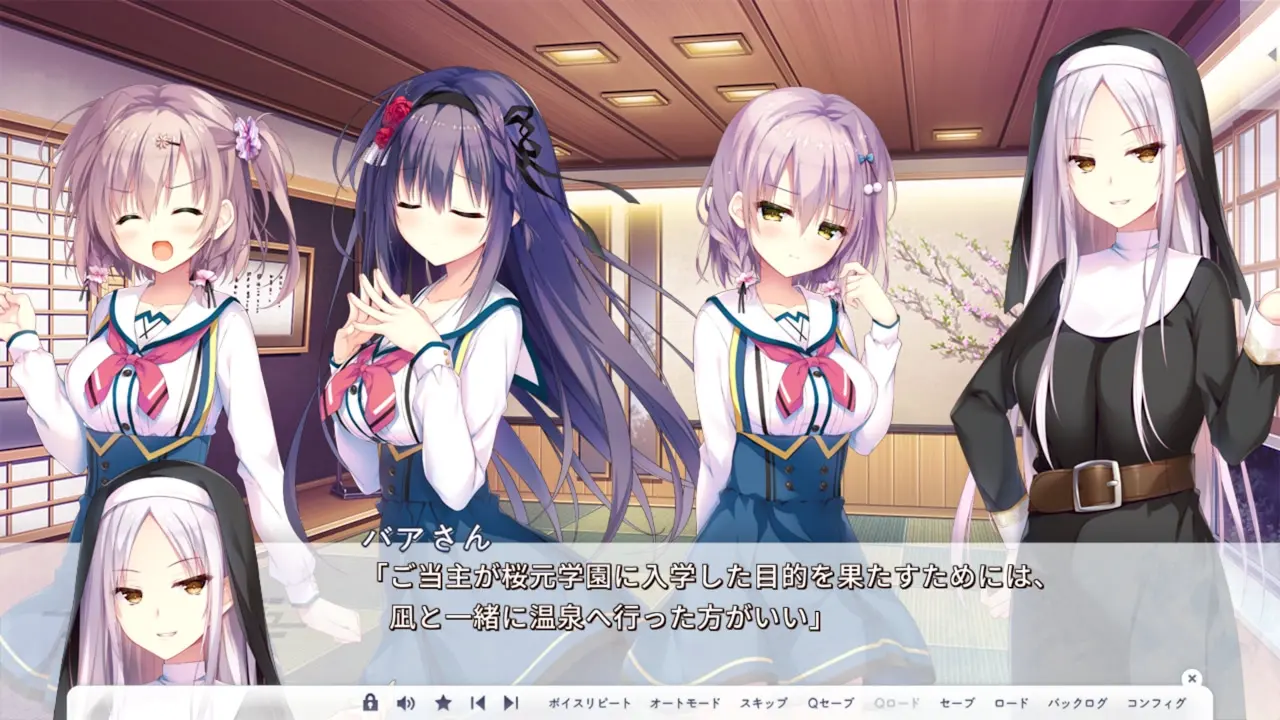 バアさん
「ご当主が桜元学園に入学した目的を果たすためには、
凪と一緒に温泉へ行った方がいい」
ボイスリピート オートモード スキップ Qセーブ Qロード セーブ ロード バックログ コンフィグ